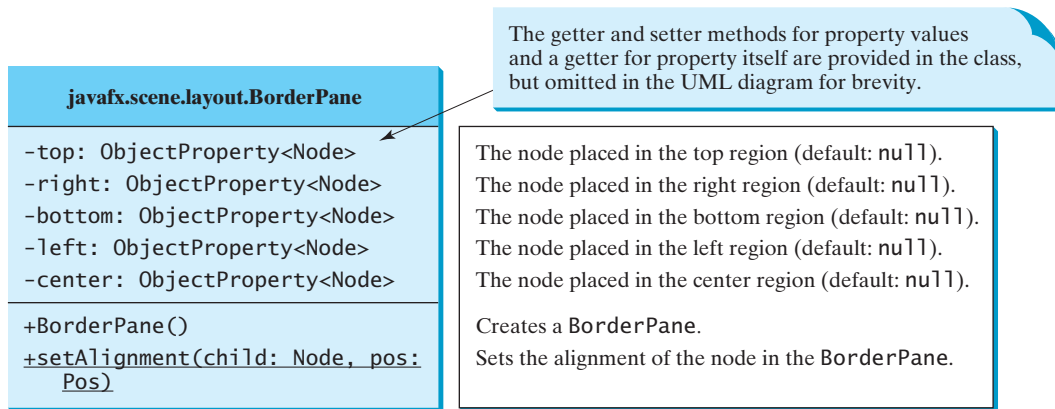 The getter and setter methods for property values
and a getter for property itself are provided in the class,
but omitted in the UML diagram for brevity.
javafx.scene.layout.BorderPane
-top: ObjectProperty<Node>
-right: ObjectProperty<Node>
-bottom: ObjectProperty<Node>
-left: ObjectProperty<Node>
-center: ObjectProperty<Node>
+BorderPane()
+setAlignment(child: Node, pos:
Pos)
The node placed in the top region (default: null).
The node placed in the right region (default: null).
The node placed in the bottom region (default: null).
The node placed in the left region (default: null).
The node placed in the center region (default: null).
Creates a BorderPane.
Sets the alignment of the node in the BorderPane.